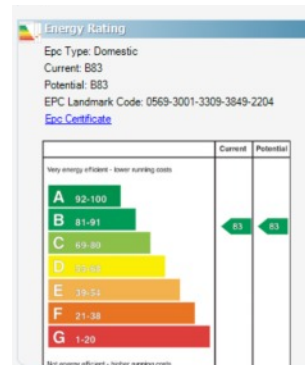 Energy Rating
Epc Type: Domestic
Current: B83
Potential: B83
EPC Landmark Code: 0569-3001-3309-3849-2204
Epc Certificate
Current Potential
Very energy efficient - lower running costs
A 92-100
B 81-91
83 83
C 69-80
D
E 39-54
F 21-38
G 1-20
Not energy efficient - higher running costs